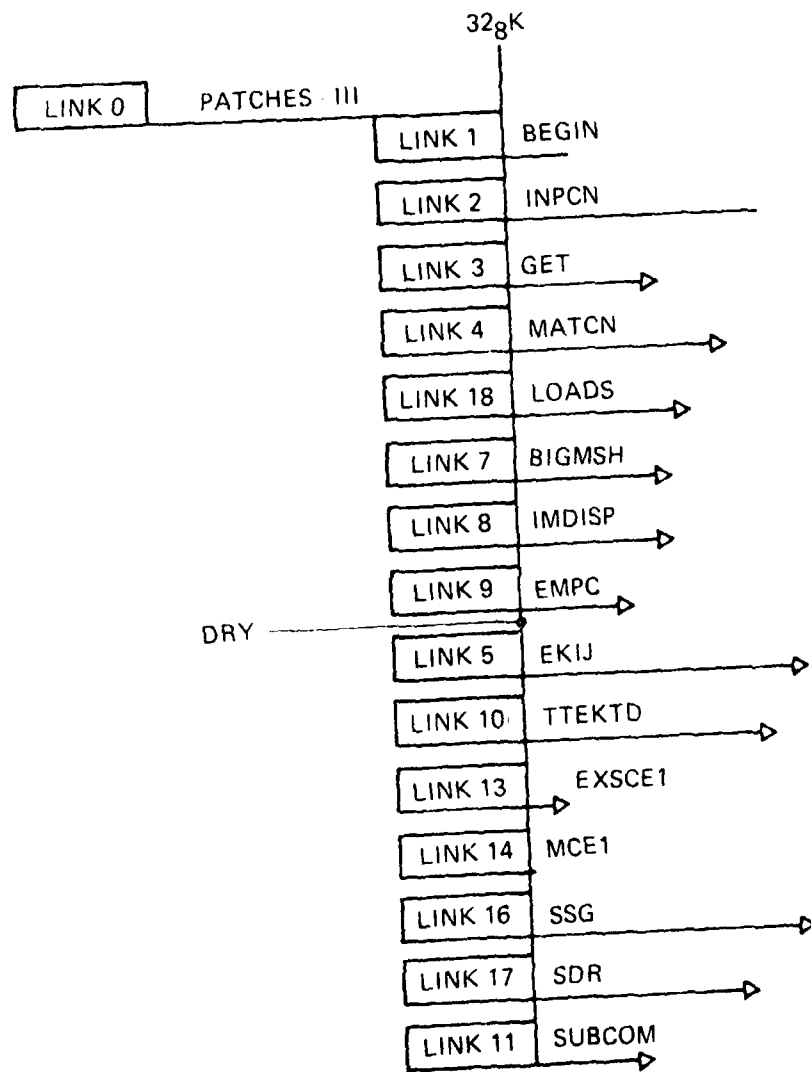 32₈K
LINK 0 PATCHES III
LINK 1 BEGIN
LINK 2 INPCN
LINK 3 GET
LINK 4 MATCN
LINK 18 LOADS
LINK 7 BIGMSH
LINK 8 IMDISP
LINK 9 EMPC
DRY
LINK 5 EKIJ
LINK 10 TTEKTD
LINK 13 EXSCE1
LINK 14 MCE1
LINK 16 SSG
LINK 17 SDR
LINK 11 SUBCOM